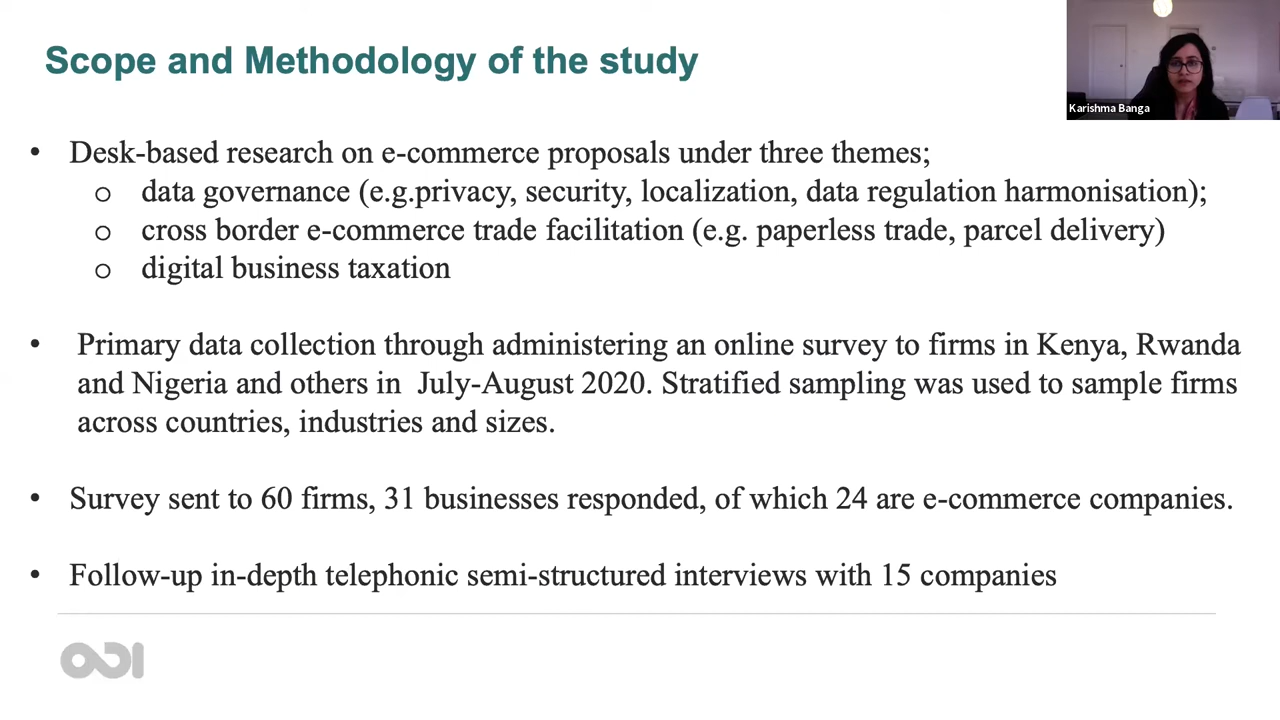 Scope and Methodology of the study
Karishma Banga
• Desk-based research on e-commerce proposals under three themes;
o data governance (e.g.privacy, security, localization, data regulation harmonisation);
o cross border e-commerce trade facilitation (e.g. paperless trade, parcel delivery)
o digital business taxation
• Primary data collection through administering an online survey to firms in Kenya, Rwanda
and Nigeria and others in July-August 2020. Stratified sampling was used to sample firms
across countries, industries and sizes.
• Survey sent to 60 firms, 31 businesses responded, of which 24 are e-commerce companies.
• Follow-up in-depth telephonic semi-structured interviews with 15 companies
ODI